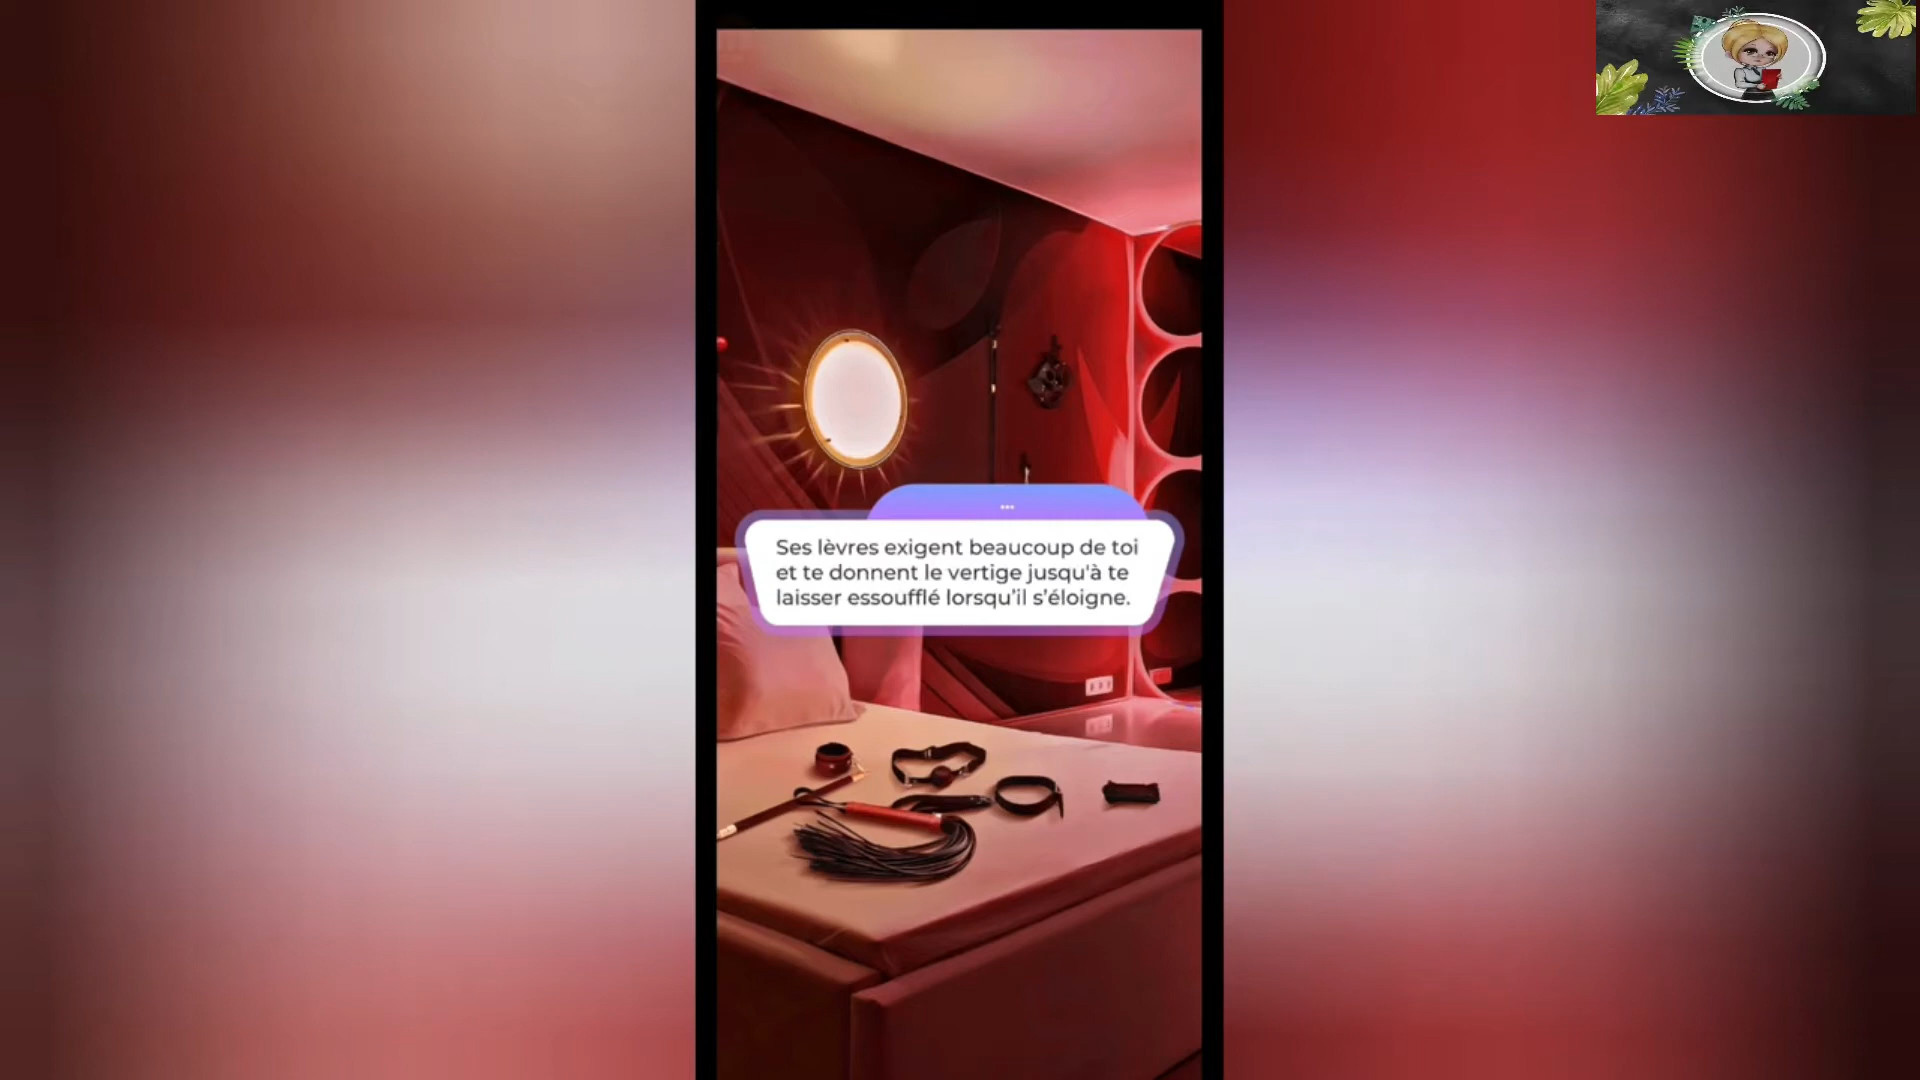 ...
Ses lèvres exigent beaucoup de toi
et te donnent le vertige jusqu'à te
laisser essoufflé lorsqu’il s’éloigne.